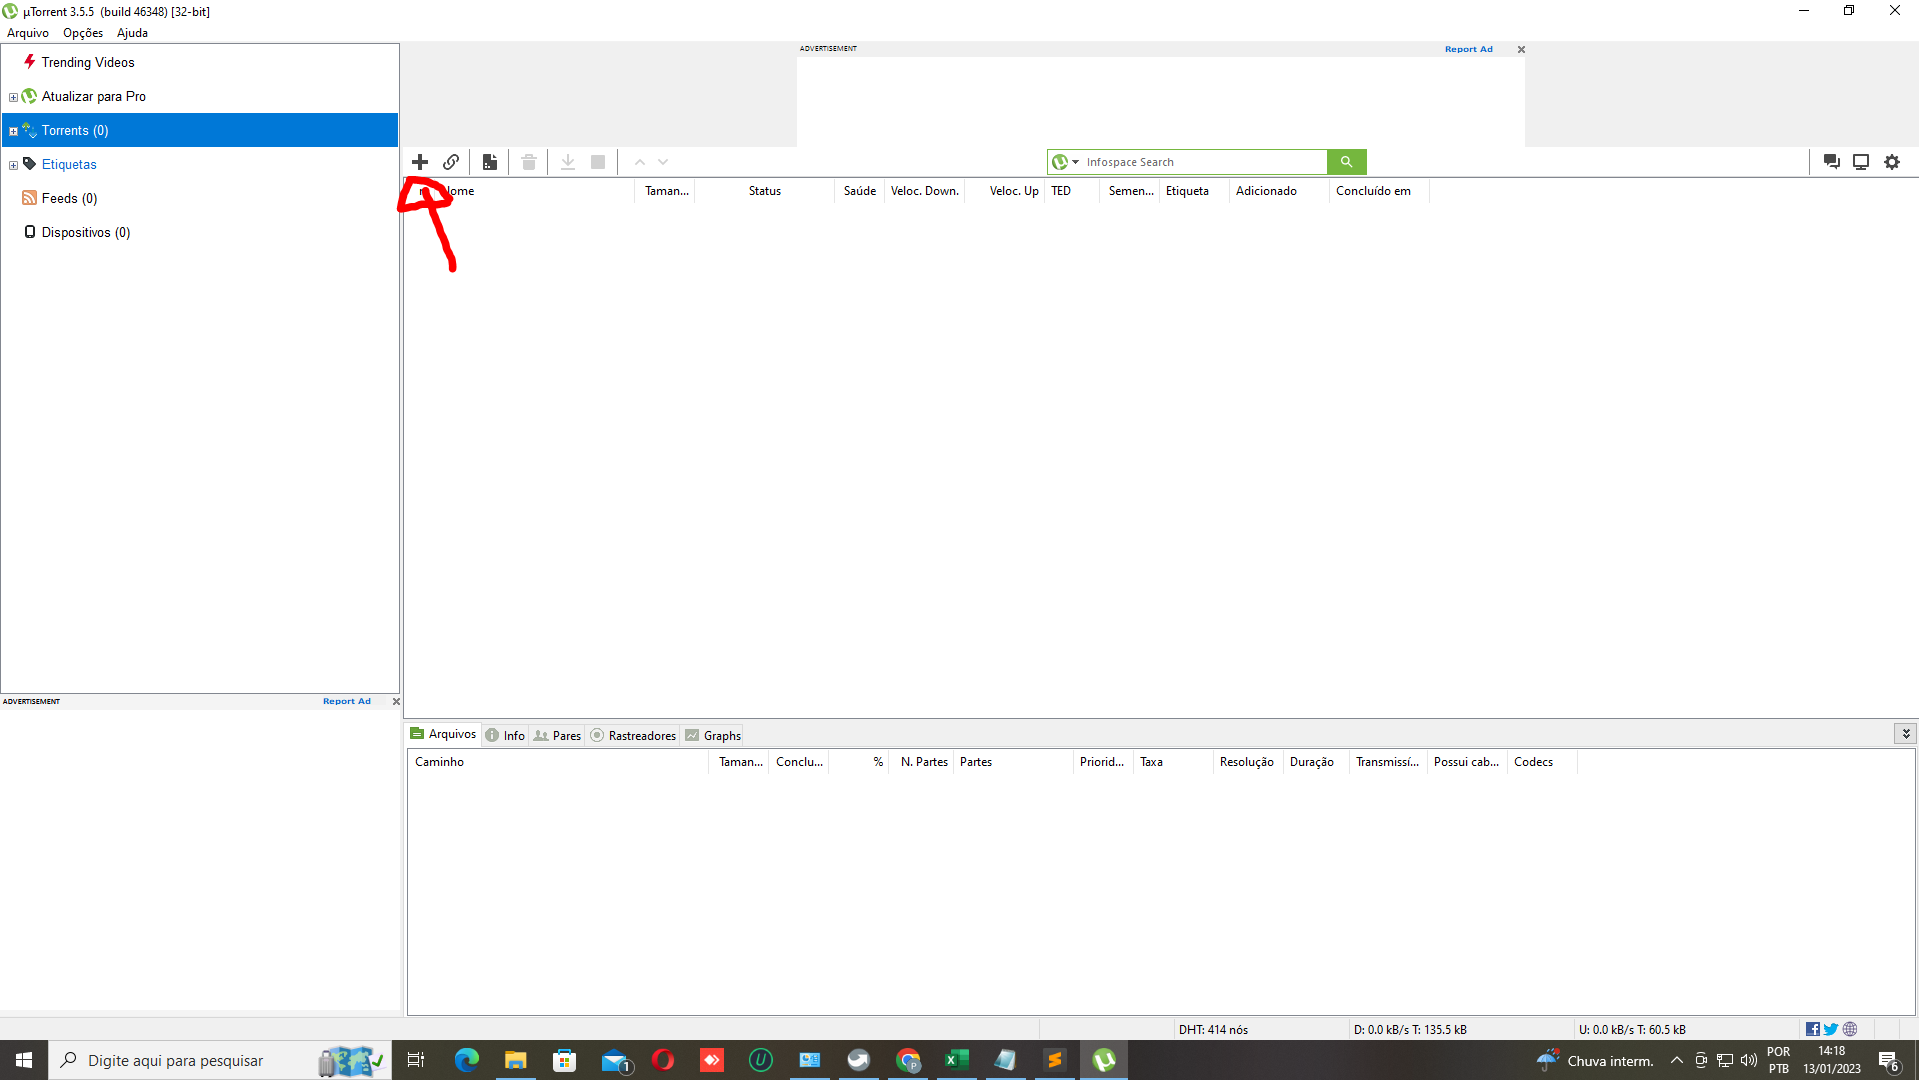 µTorrent 3.5.5 (build 46348) [32-bit]
Arquivo Opções Ajuda
ADVERTISEMENT Report Ad
Trending Videos
Atualizar para Pro
Torrents (0)
Etiquetas
Feeds (0)
Dispositivos (0)
Infospace Search
Taman... Status Saúde Veloc. Down. Veloc. Up TED Semen... Etiqueta Adicionado Concluído em
ADVERTISEMENT Report Ad
Arquivos Info Pares Rastreadores Graphs
Caminho Taman... Conclu... % N. Partes Partes Priorid... Taxa Resolução Duração Transmissí... Possui cab... Codecs
DHT: 414 nós D: 0.0 kB/s T: 135.5 kB U: 0.0 kB/s T: 60.5 kB
Digite aqui para pesquisar
1
Chuva interm.
POR
PTB
14:18
13/01/2023
6